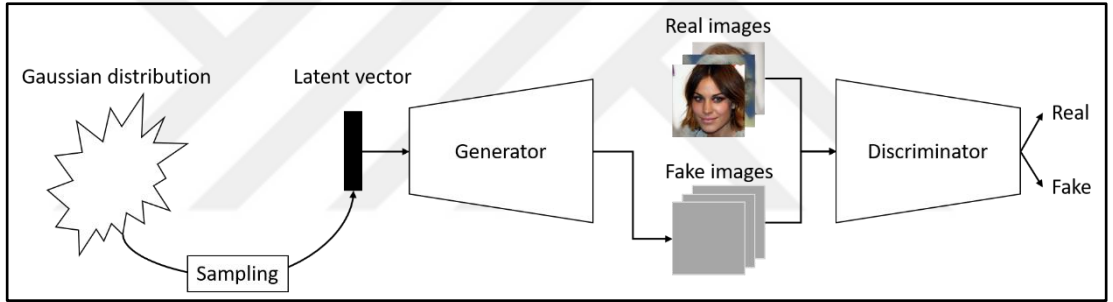 Gaussian distribution
Sampling
Latent vector
Generator
Real images
Fake images
Discriminator
Real
Fake